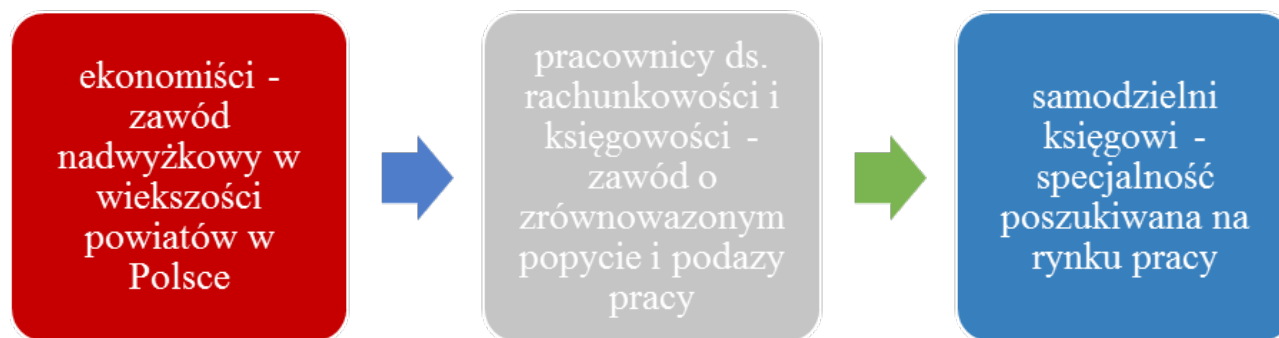 ekonomiści -
zawód
nadwyżkowy w
wiekszości
powiatów w
Polsce
pracownicy ds.
rachunkowości i
księgowości -
zawód o
zrównowazonym
popycie i podazy
pracy
samodzielni
księgowi -
specjalność
poszukiwana na
rynku pracy